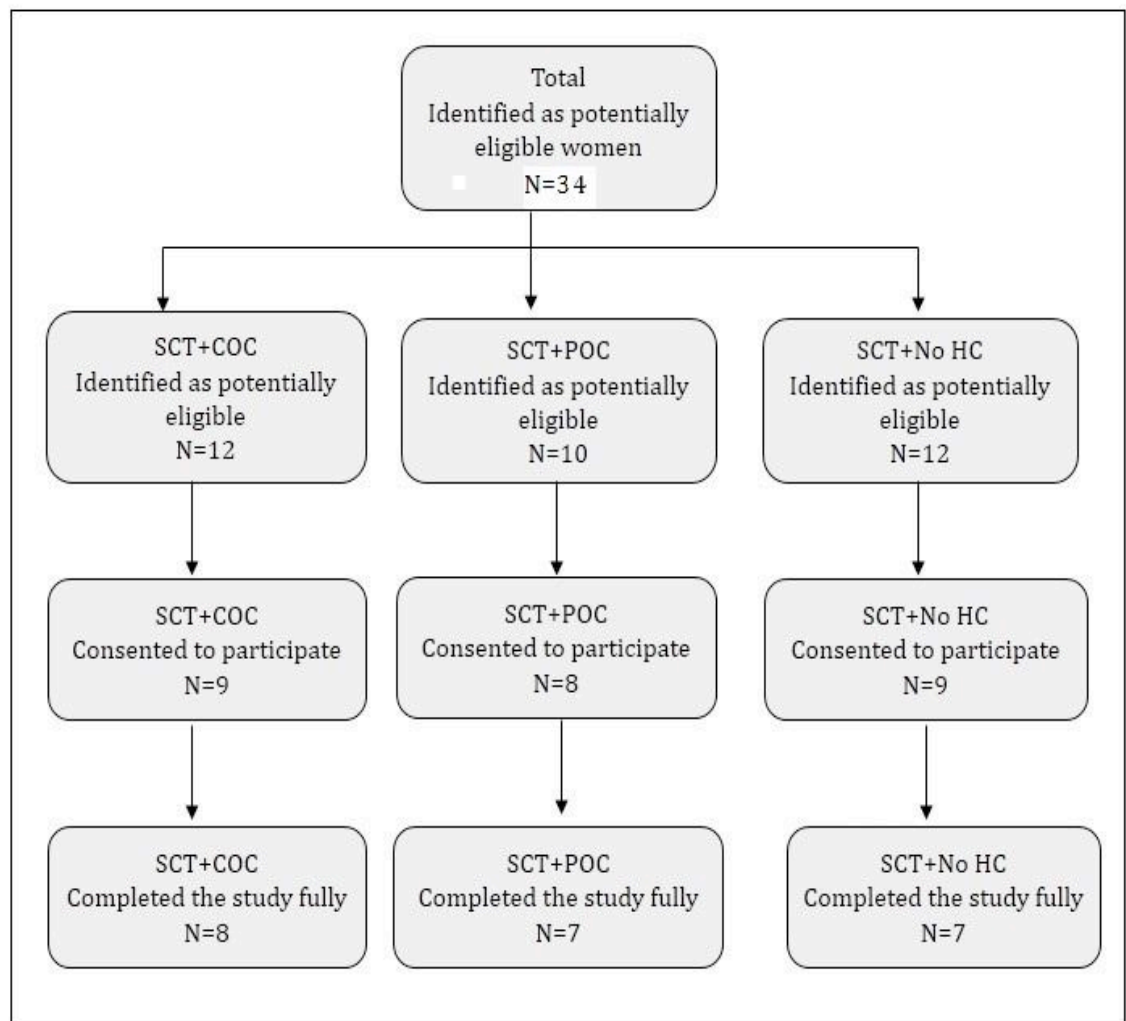 Total
Identified as potentially
eligible women
N=34
SCT+COC
Identified as potentially
eligible
N=12
SCT+POC
Identified as potentially
eligible
N=10
SCT+No HC
Identified as potentially
eligible
N=12
SCT+COC
Consented to participate
N=9
SCT+POC
Consented to participate
N=8
SCT+No HC
Consented to participate
N=9
SCT+COC
Completed the study fully
N=8
SCT+POC
Completed the study fully
N=7
SCT+No HC
Completed the study fully
N=7